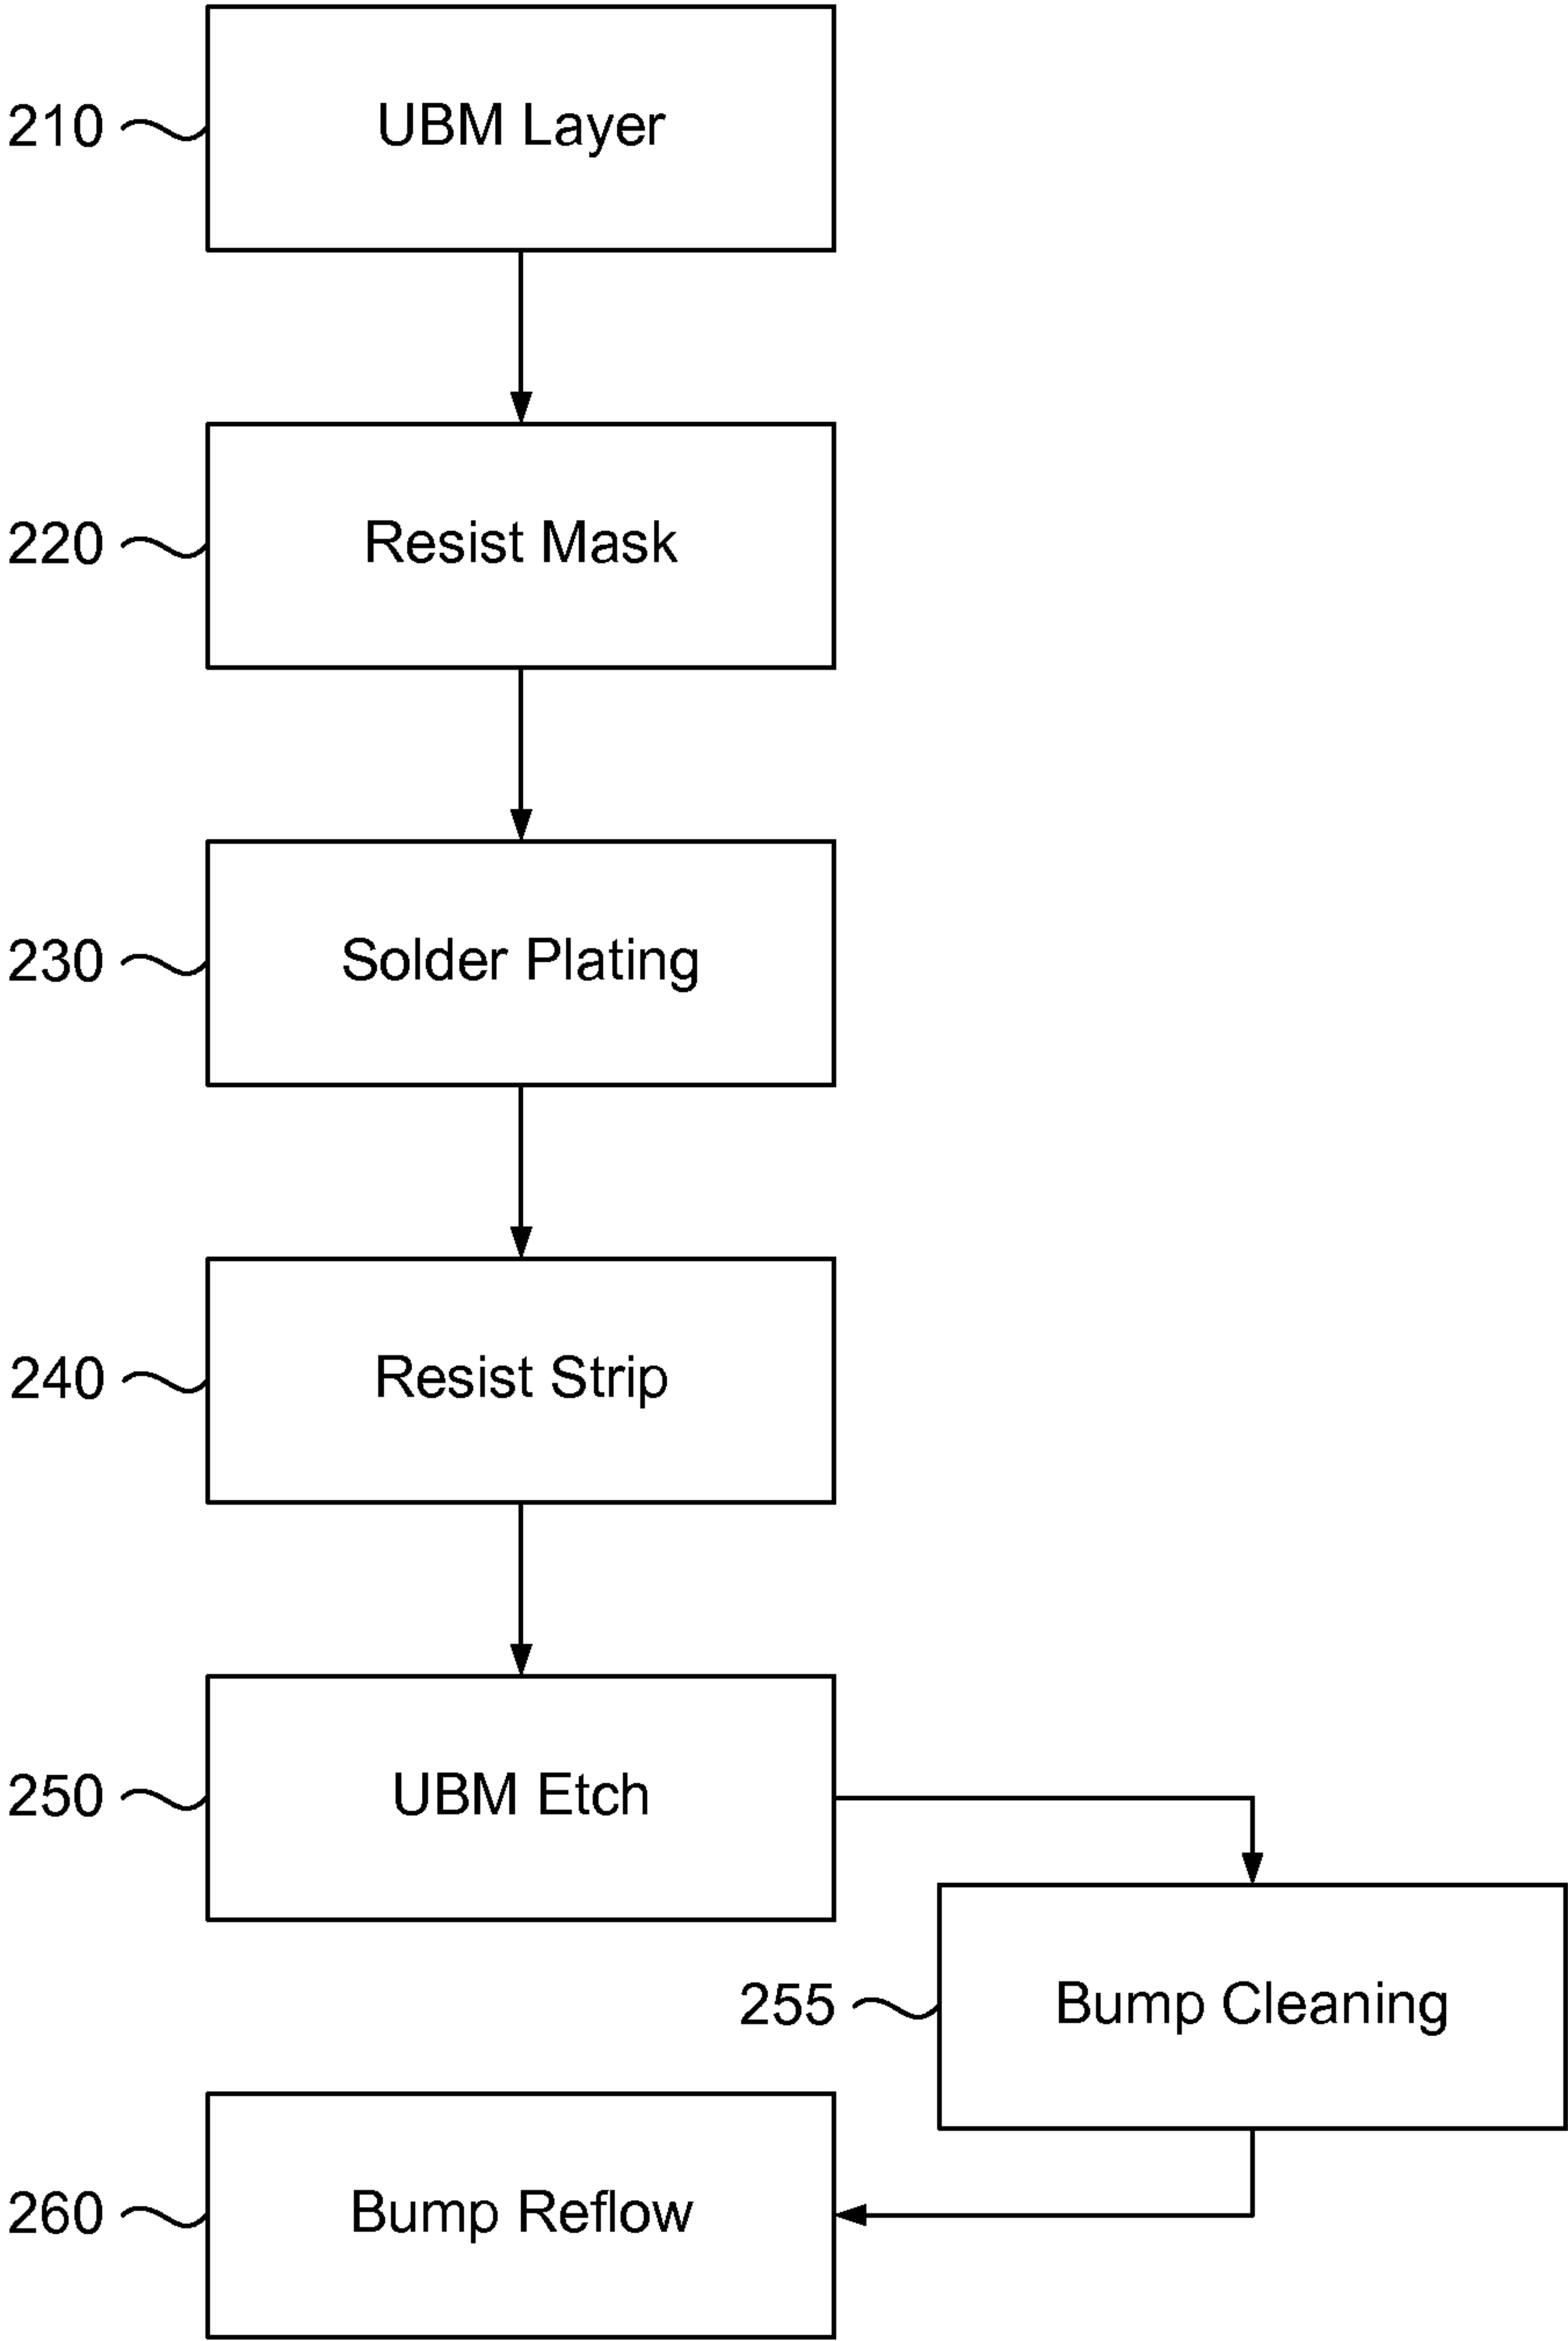 210 UBM Layer
220 Resist Mask
230 Solder Plating
240 Resist Strip
250 UBM Etch
255 Bump Cleaning
260 Bump Reflow